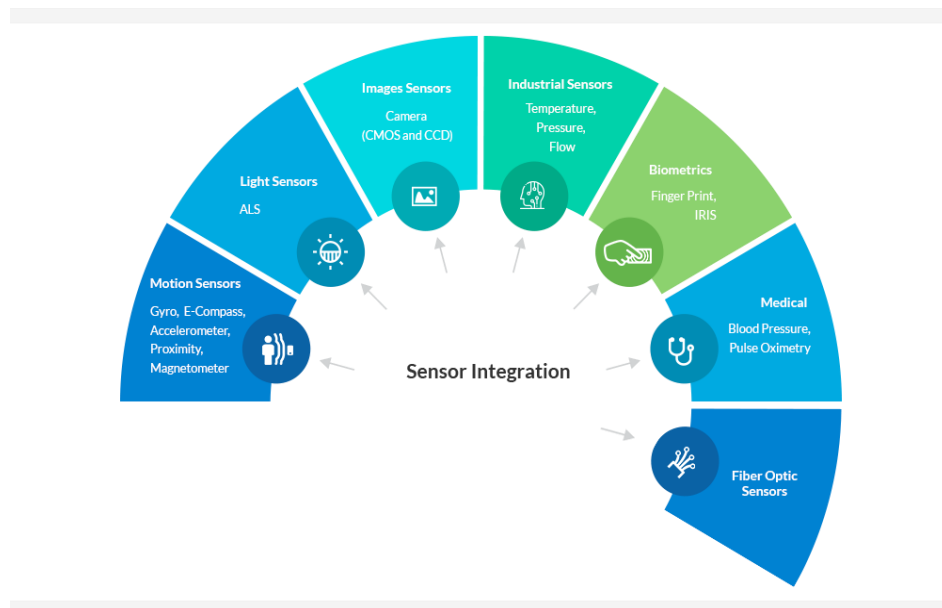 Images Sensors
Camera
(CMOS and CCD)
Industrial Sensors
Temperature,
Pressure,
Flow
Light Sensors
ALS
Biometrics
Finger Print,
IRIS
Motion Sensors
Gyro, E-Compass,
Accelerometer,
Proximity,
Magnetometer
Medical
Blood Pressure,
Pulse Oximetry
Sensor Integration
Fiber Optic
Sensors